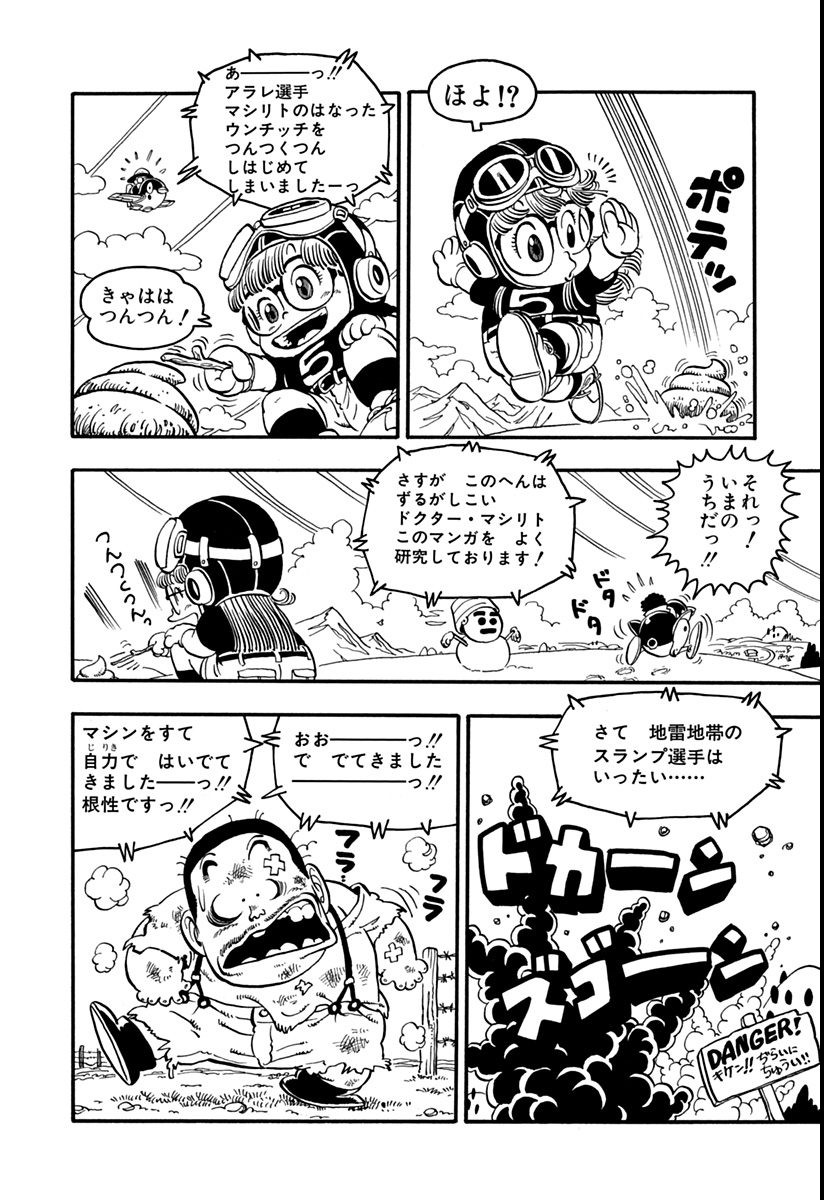 ほよ!?
ポテッ
あ———っ!!
アラレ選手
マシリトのはなった
ウンチッチを
つんつくつん
しはじめて
しまいましたーっ
きゃはは
つんつん!
それっ!
いまの
うちだっ!!
ドタ
ドタ
さすが このへんは
ずるがしこい
ドクター・マシリト
このマンガを よく
研究しております!
つんつくつんっ
さて 地雷地帯の
スランプ選手は
いったい……
ドカーン
ズゴーン
DANGER!
キケン!! ぢらいに
ちゅうい!!
おお———っ!!
で でてきました
—————っ!!
マシンをすて
じりき
自力で はいでて
きました——っ!!
根性ですっ!!
フラ…
フラ